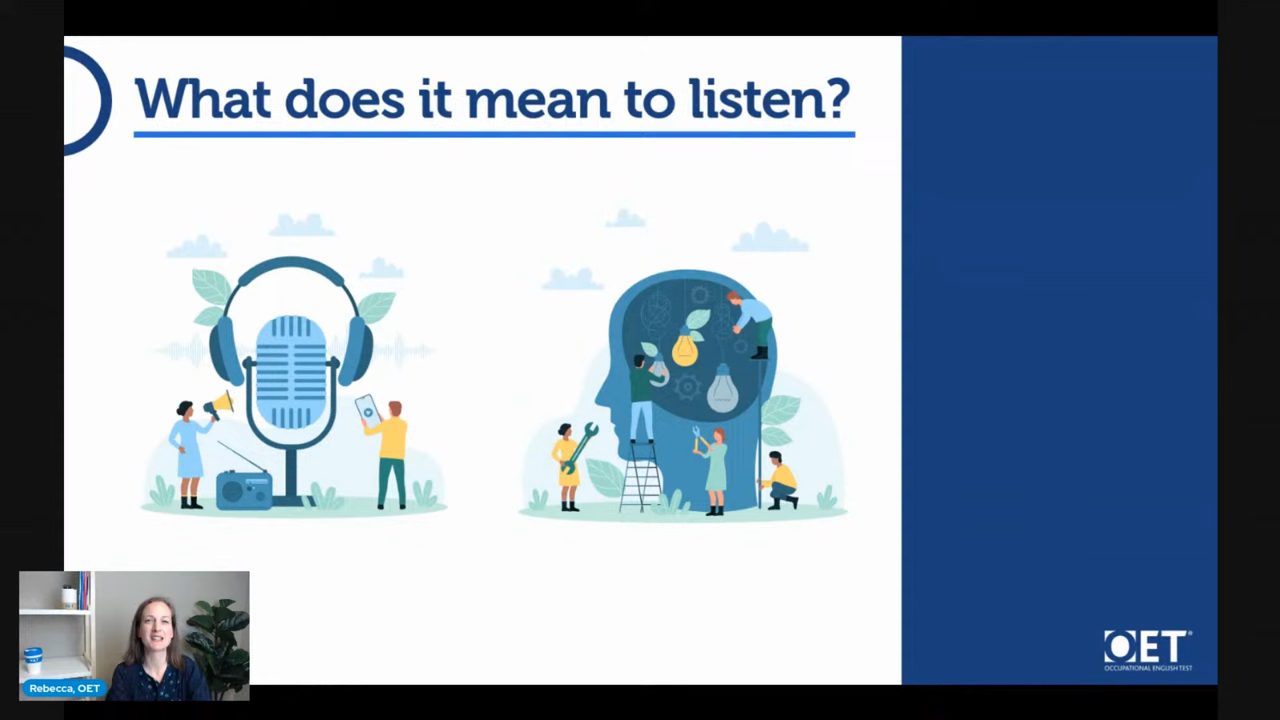 What does it mean to listen?
Rebecca, OET
OET®
OCCUPATIONAL ENGLISH TEST